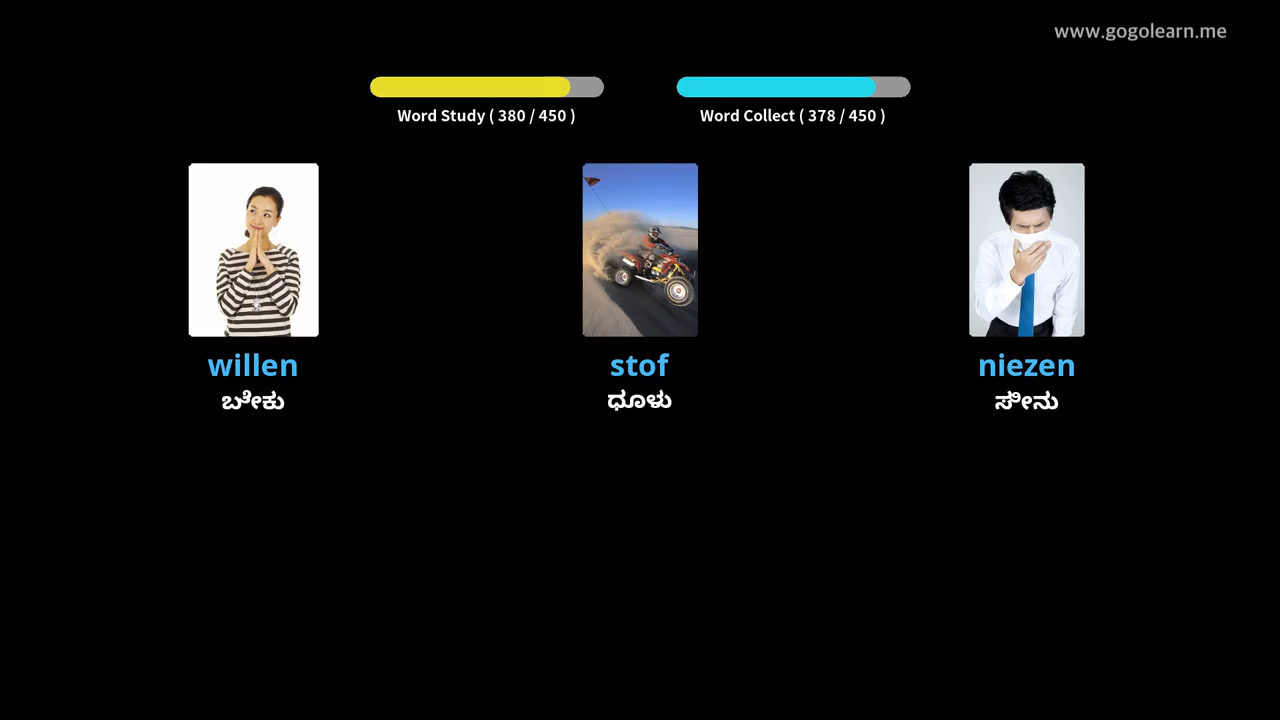 www.gogolearn.me
Word Study ( 380 / 450 )
Word Collect ( 378 / 450 )
willen
stof
niezen
ಬೇಕು
ಧೂಳು
ಸೀನು